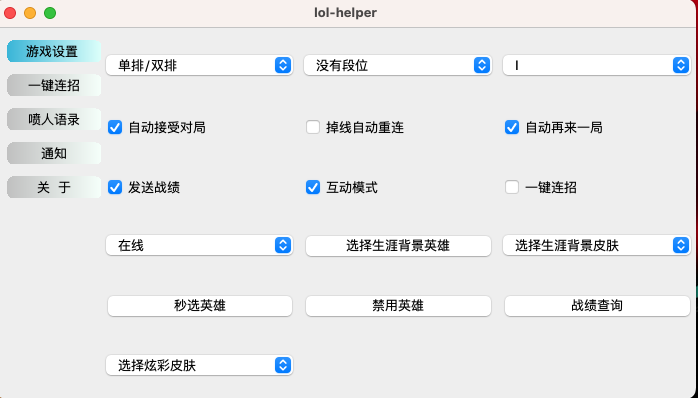 lol-helper
游戏设置
一键连招
喷人语录
通知
关 于
单排/双排
没有段位
I
自动接受对局
掉线自动重连
自动再来一局
发送战绩
互动模式
一键连招
在线
选择生涯背景英雄
选择生涯背景皮肤
秒选英雄
禁用英雄
战绩查询
选择炫彩皮肤